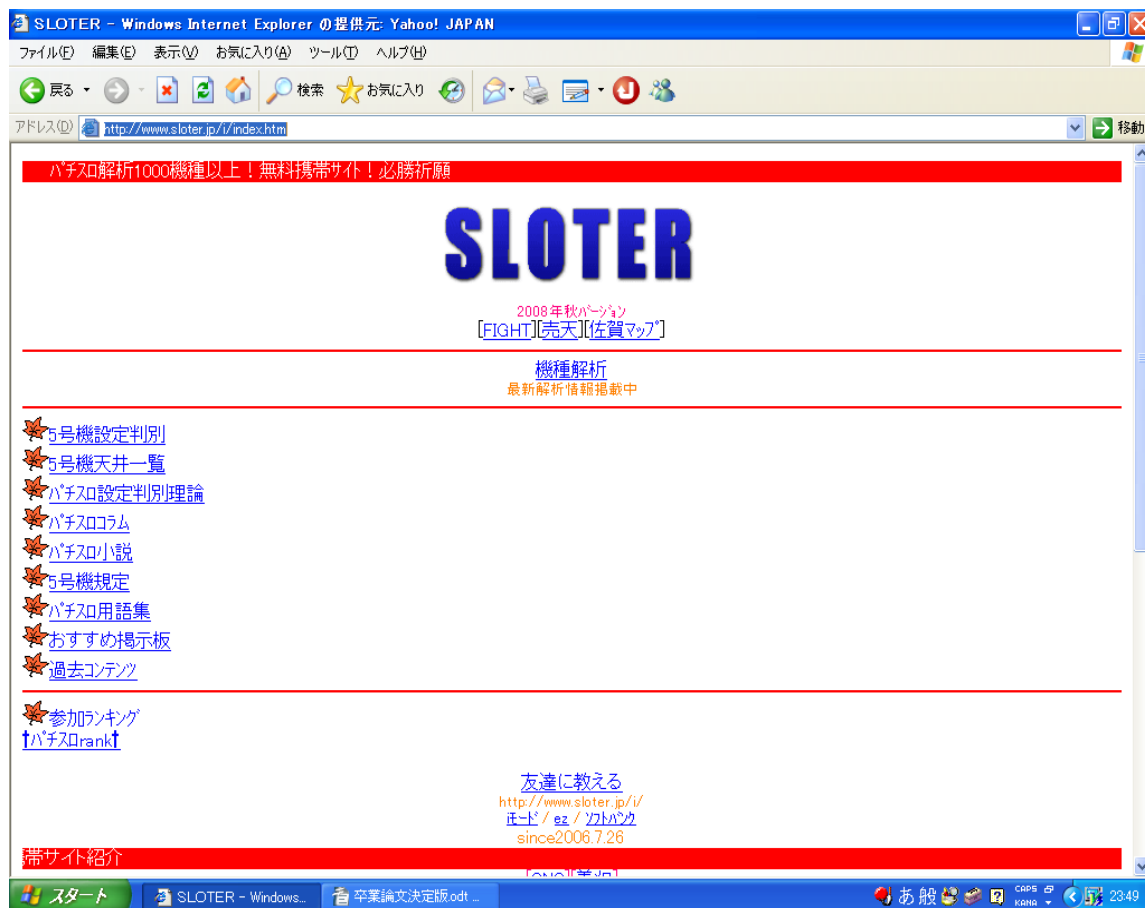 SLOTER - Windows Internet Explorer の提供元: Yahoo! JAPAN
ファイル(F) 編集(E) 表示(V) お気に入り(A) ツール(T) ヘルプ(H)
戻る 検索 お気に入り
アドレス(D) http://www.sloter.jp/i/index.htm 移動
ﾊﾟﾁｽﾛ解析1000機種以上！無料携帯ｻｲﾄ！必勝祈願
SLOTER
2008年秋ﾊﾞｰｼﾞｮﾝ
[FIGHT][売天][佐賀ﾏｯﾌﾟ]
機種解析
最新解析情報掲載中
5号機設定判別
5号機天井一覧
ﾊﾟﾁｽﾛ設定判別理論
ﾊﾟﾁｽﾛｺﾗﾑ
ﾊﾟﾁｽﾛ小説
5号機規定
ﾊﾟﾁｽﾛ用語集
おすすめ掲示板
過去ｺﾝﾃﾝﾂ
参加ﾗﾝｷﾝｸﾞ
†ﾊﾟﾁｽﾛrank†
友達に教える
http://www.sloter.jp/i/
iﾓｰﾄﾞ / ez / ｿﾌﾄﾊﾞﾝｸ
since2006.7.26
帯サイト紹介
スタート SLOTER - Windows... 卒業論文決定版.odt ... あ 般 CAPS KANA 23:49